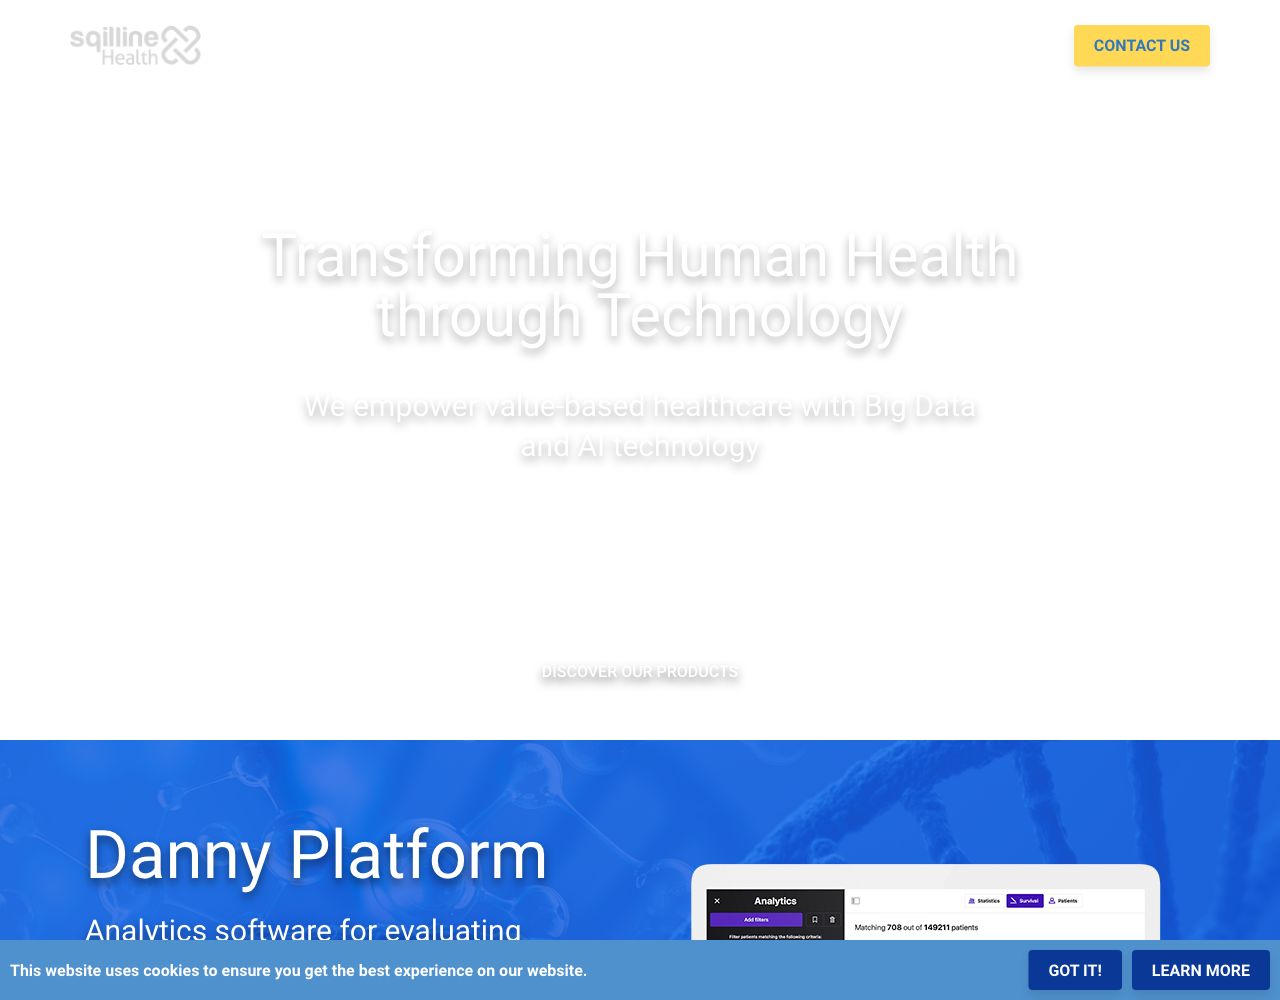 sqilline
Health
CONTACT US
Transforming Human Health
through Technology
We empower value-based healthcare with Big Data
and AI technology
DISCOVER OUR PRODUCTS
Danny Platform
Analytics software for evaluating
Analytics
Add filters
Filter patients matching the following criteria:
Statistics
Survival
Patients
Matching 708 out of 149211 patients
This website uses cookies to ensure you get the best experience on our website.
GOT IT!
LEARN MORE